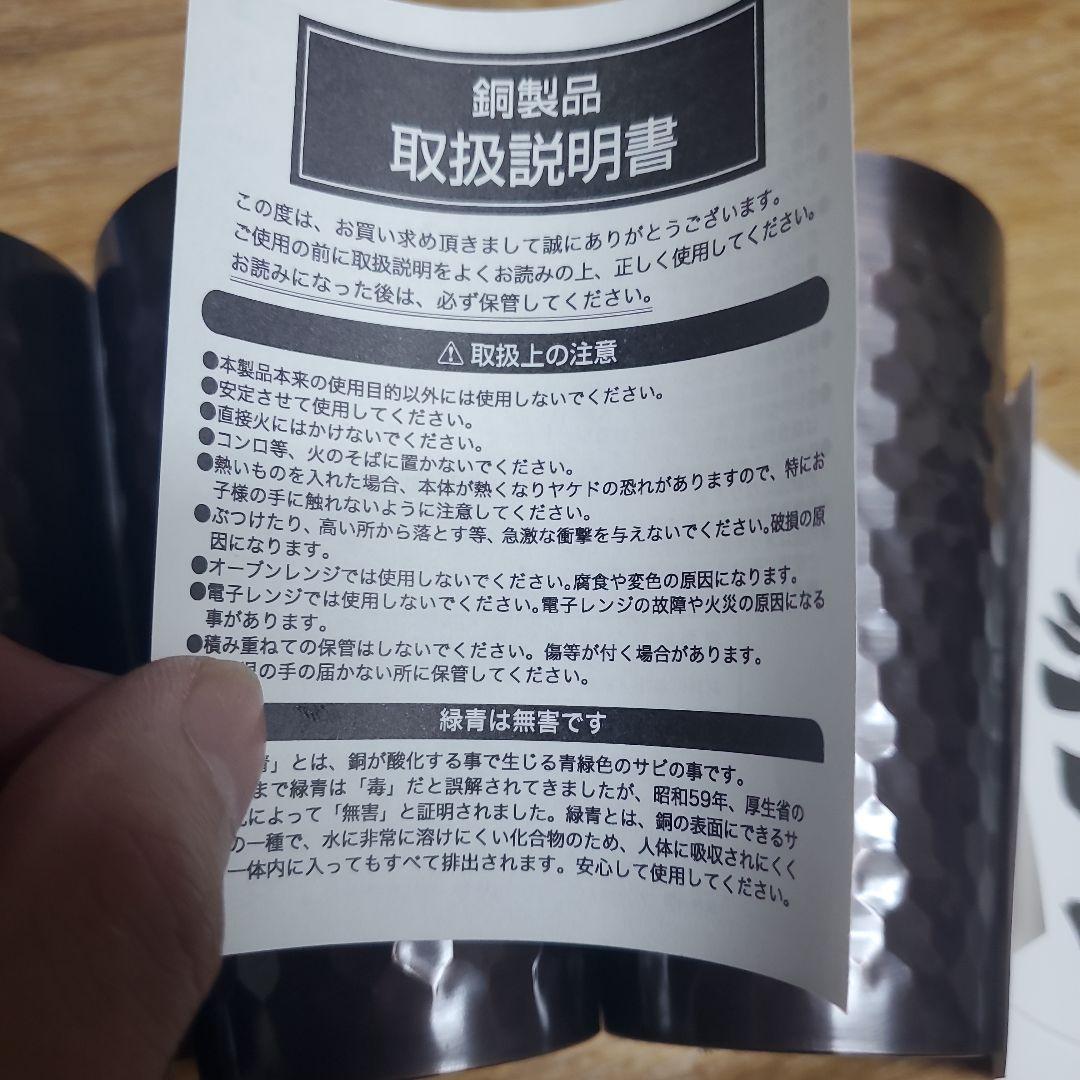 銅製品
取扱説明書
この度は、お買い求め頂きまして誠にありがとうございます。
ご使用の前に取扱説明をよくお読みの上、正しく使用してください。
お読みになった後は、必ず保管してください。
⚠取扱上の注意
●本製品本来の使用目的以外には使用しないでください。
●安定させて使用してください。
●直接火にはかけないでください。
●コンロ等、火のそばに置かないでください。
●熱いものを入れた場合、本体が熱くなりヤケドの恐れがありますので、特にお
子様の手に触れないように注意してください。
●ぶつけたり、高い所から落とす等、急激な衝撃を与えないでください。破損の原
因になります。
●オーブンレンジでは使用しないでください。腐食や変色の原因になります。
●電子レンジでは使用しないでください。電子レンジの故障や火災の原因になる
事があります。
●積み重ねての保管はしないでください。傷等が付く場合があります。
の手の届かない所に保管してください。
緑青は無害です
青」とは、銅が酸化する事で生じる青緑色のサビの事です。
まで緑青は「毒」だと誤解されてきましたが、昭和59年、厚生省の
によって「無害」と証明されました。緑青とは、銅の表面にできるサ
の一種で、水に非常に溶けにくい化合物のため、人体に吸収されにくく
体内に入ってもすべて排出されます。安心して使用してください。